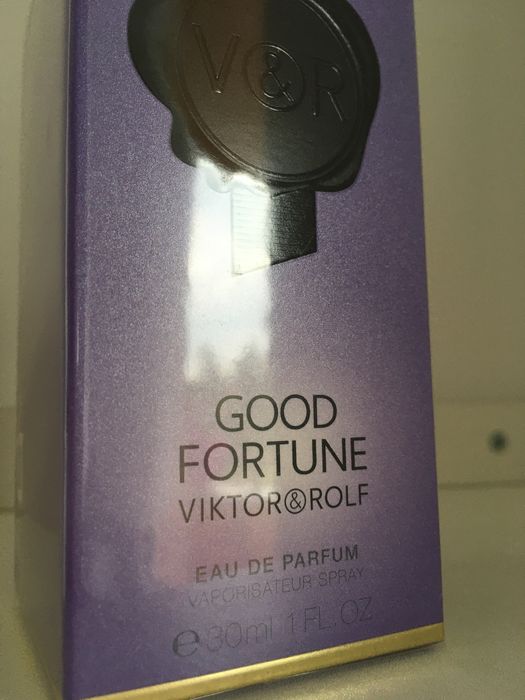 V&R
GOOD
FORTUNE
VIKTOR&ROLF
EAU DE PARFUM
VAPORISATEUR SPRAY
e 30ml 1 FL. OZ